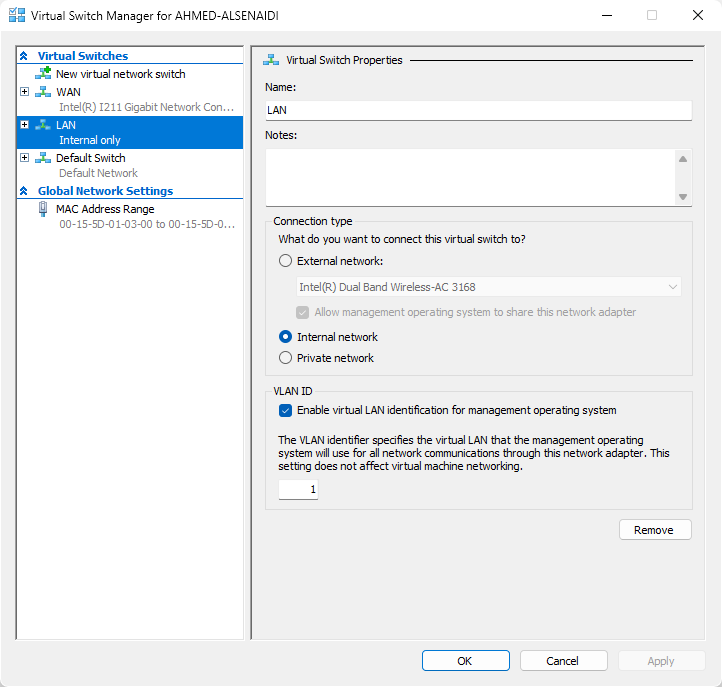 Virtual Switch Manager for AHMED-ALSENAIDI
Virtual Switches
New virtual network switch
WAN
Intel(R) I211 Gigabit Network Con...
LAN
Internal only
Default Switch
Default Network
Global Network Settings
MAC Address Range
00-15-5D-01-03-00 to 00-15-5D-0...
Virtual Switch Properties
Name:
LAN
Notes:
Connection type
What do you want to connect this virtual switch to?
External network:
Intel(R) Dual Band Wireless-AC 3168
Allow management operating system to share this network adapter
Internal network
Private network
VLAN ID
Enable virtual LAN identification for management operating system
The VLAN identifier specifies the virtual LAN that the management operating
system will use for all network communications through this network adapter. This
setting does not affect virtual machine networking.
1
Remove
OK
Cancel
Apply